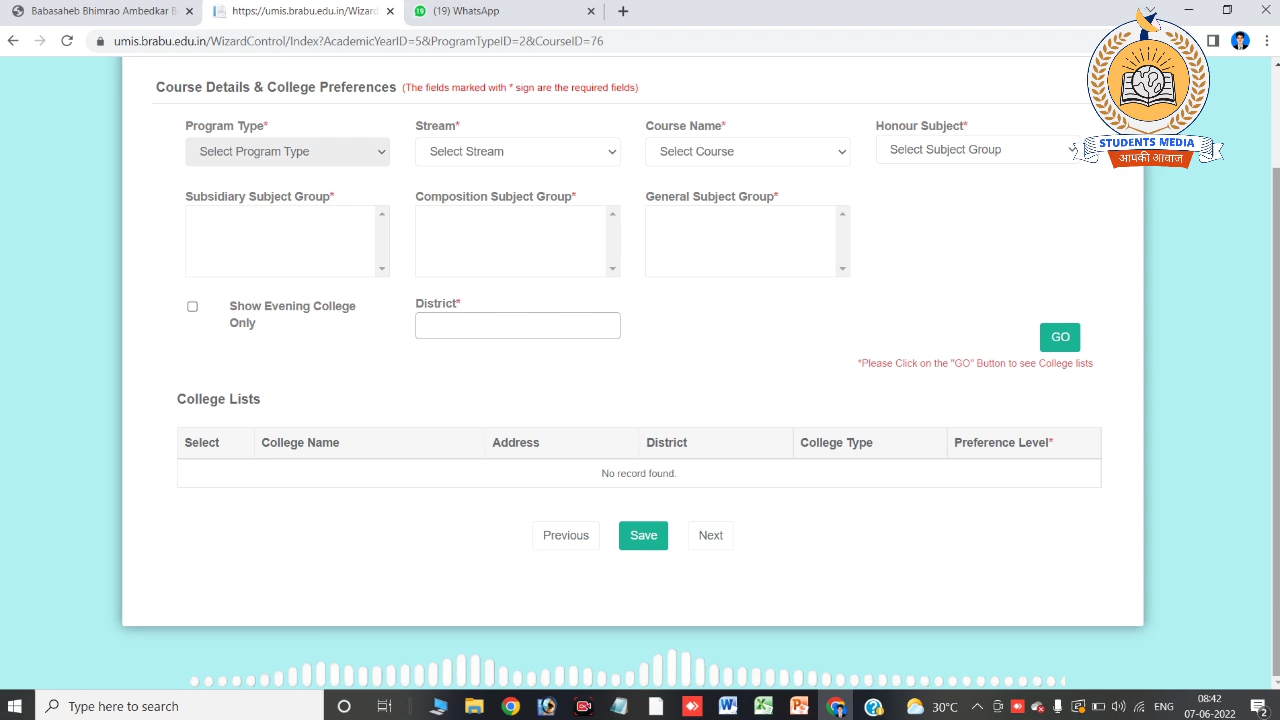 Babasaheb Bhimrao Ambedkar B
https://umis.brabu.edu.in/Wizard
(19) WhatsApp
umis.brabu.edu.in/WizardControl/Index?AcademicYearID=5&ProgramTypeID=2&CourseID=76
STUDENTS MEDIA
आपकी आवाज
Course Details & College Preferences (The fields marked with * sign are the required fields)
Program Type* Stream* Course Name* Honour Subject*
Select Program Type Select Stream Select Course Select Subject Group
Subsidiary Subject Group* Composition Subject Group* General Subject Group*
Show Evening College Only
District*
GO
*Please Click on the "GO" Button to see College lists
College Lists
Select College Name Address District College Type Preference Level*
No record found.
Previous Save Next
Type here to search
30°C
ENG
08:42
07-06-2022
2